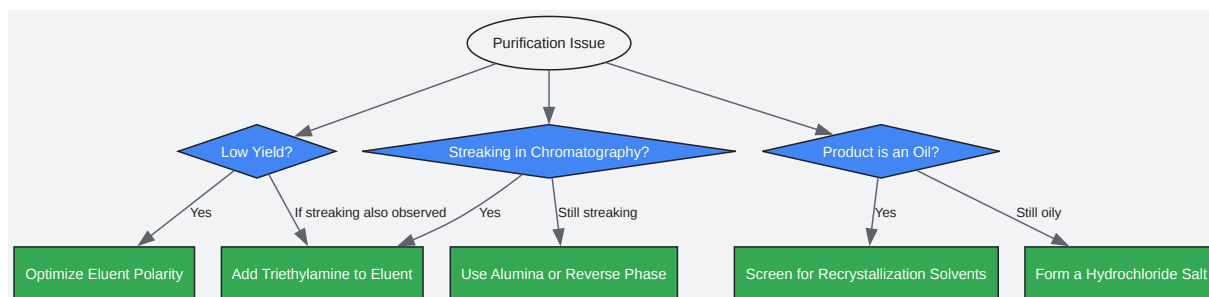 Purification Issue
Low Yield?
Streaking in Chromatography?
Product is an Oil?
Yes
If streaking also observed
Yes
Still streaking
Yes
Still oily
Optimize Eluent Polarity
Add Triethylamine to Eluent
Use Alumina or Reverse Phase
Screen for Recrystallization Solvents
Form a Hydrochloride Salt